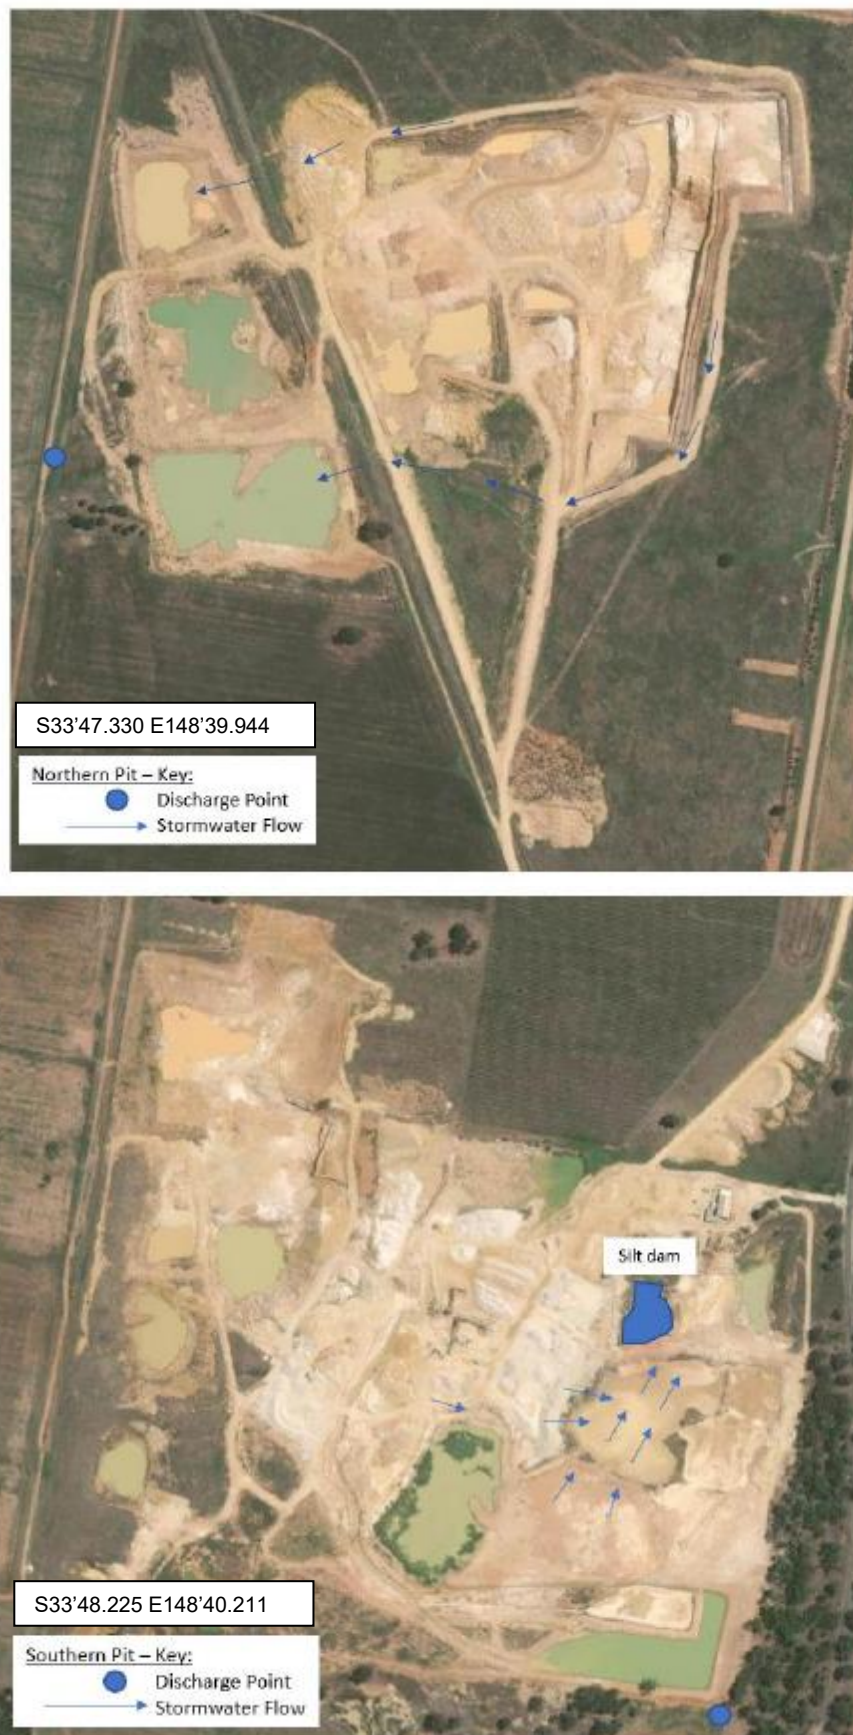 S33'47.330 E148'39.944
Northern Pit – Key:
Discharge Point
Stormwater Flow
Silt dam
S33'48.225 E148'40.211
Southern Pit – Key:
Discharge Point
Stormwater Flow